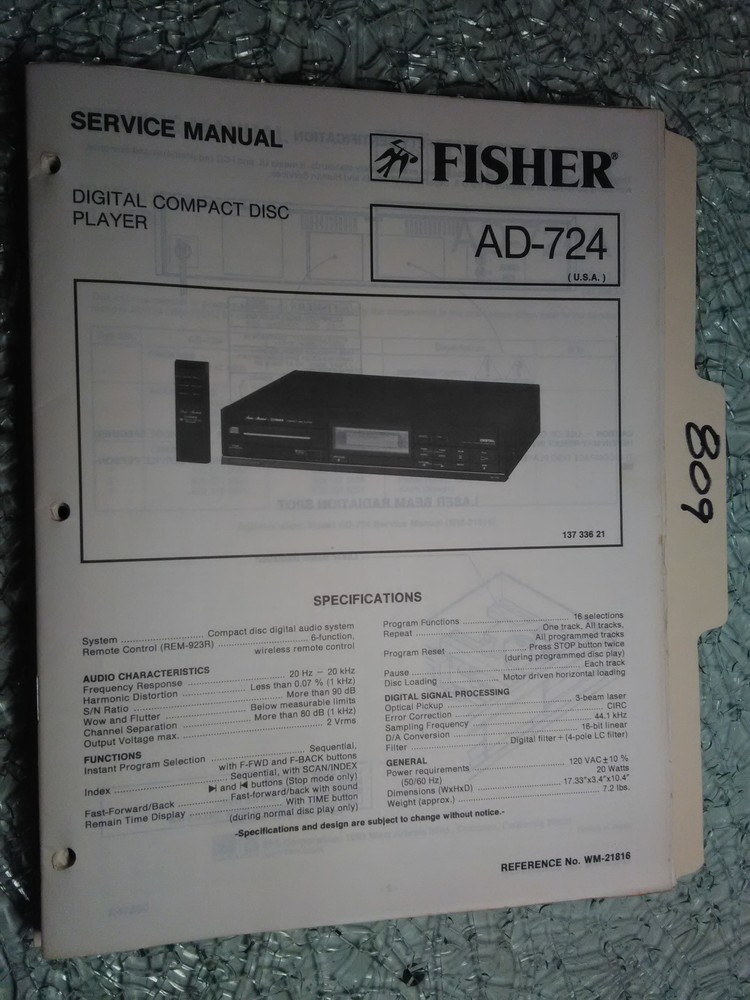 SERVICE MANUAL
FISHER®
DIGITAL COMPACT DISC
PLAYER
AD-724
( U.S.A. )
809
137 336 21
SPECIFICATIONS
System ........ Compact disc digital audio system
Remote Control (REM-923R) ........ 6-function,
wireless remote control
AUDIO CHARACTERISTICS
Frequency Response ........ 20 Hz – 20 kHz
Harmonic Distortion ........ Less than 0.07 % (1 kHz)
S/N Ratio ........ More than 90 dB
Wow and Flutter ........ Below measurable limits
Channel Separation ........ More than 80 dB (1 kHz)
Output Voltage max. ........ 2 Vrms
FUNCTIONS
Instant Program Selection ........ Sequential,
with F-FWD and F-BACK buttons
Index ........ Sequential, with SCAN/INDEX
▶| and |◀ buttons (Stop mode only)
Fast-Forward/Back ........ Fast-forward/back with sound
Remain Time Display ........ With TIME button
(during normal disc play only)
Program Functions ........ 16 selections
Repeat ........ One track, All tracks,
All programmed tracks
Program Reset ........ Press STOP button twice
(during programmed disc play)
Pause ........ Each track
Disc Loading ........ Motor driven horizontal loading
DIGITAL SIGNAL PROCESSING
Optical Pickup ........ 3-beam laser
Error Correction ........ CIRC
Sampling Frequency ........ 44.1 kHz
D/A Conversion ........ 16-bit linear
Filter ........ Digital filter + (4-pole LC filter)
GENERAL
Power requirements ........ 120 VAC±10 %
(50/60 Hz) ........ 20 Watts
Dimensions (WxHxD) ........ 17.33"x3.4"x10.4"
Weight (approx.) ........ 7.2 lbs.
-Specifications and design are subject to change without notice.-
REFERENCE No. WM-21816